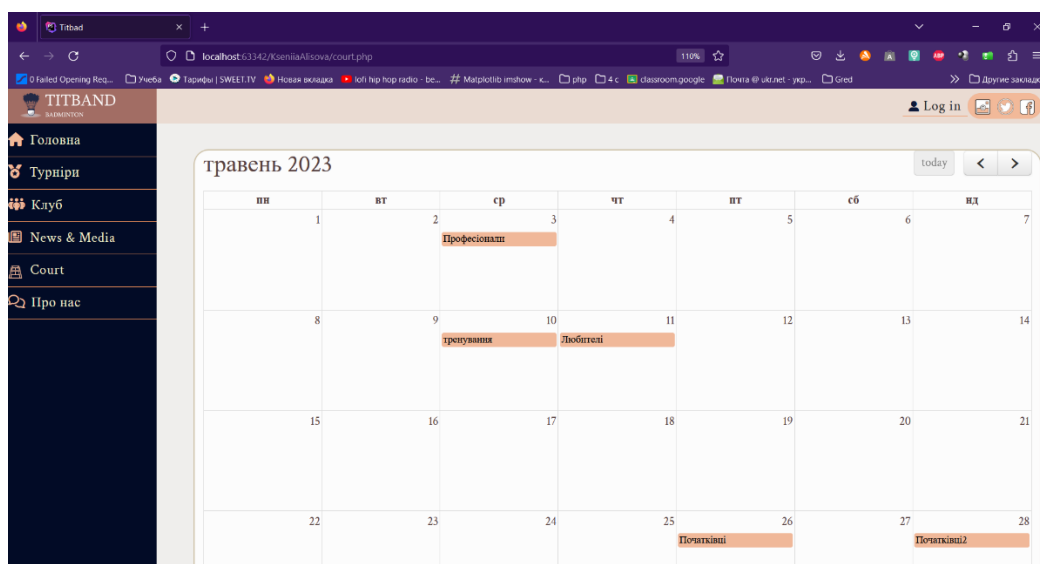 Titbad
localhost:63342/KseniiaAlisova/court.php 110%
0 Failed Opening Req... Учеба Тарифы | SWEET.TV Новая вкладка lofi hip hop radio - be... Matplotlib imshow - к... php 4 с classroom.google Почта @ ukr.net - укр... Gred Другие закладк
TITBAND
BADMINTON
Log in
Головна
Турніри
Клуб
News & Media
Court
Про нас
травень 2023
today
пн вт ср чт пт сб нд
1 2 3 4 5 6 7
Професіонали
8 9 10 11 12 13 14
тренування Любителі
15 16 17 18 19 20 21
22 23 24 25 26 27 28
Початківці Початківці2